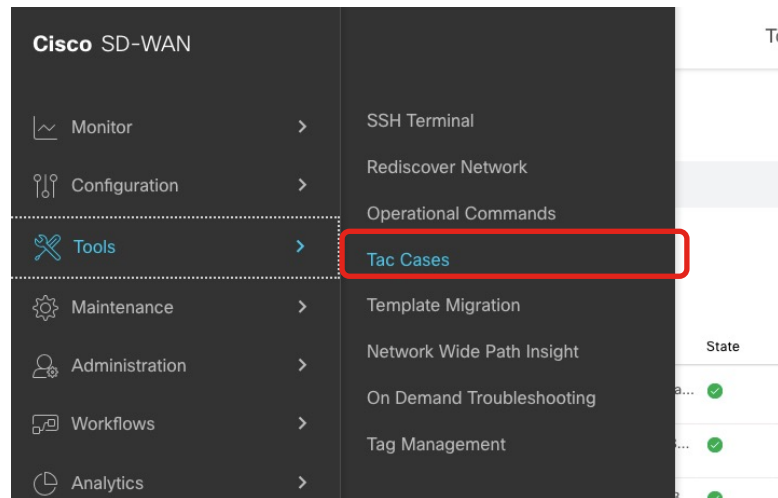 Cisco SD-WAN
Monitor
Configuration
Tools
Maintenance
Administration
Workflows
Analytics
SSH Terminal
Rediscover Network
Operational Commands
Tac Cases
Template Migration
Network Wide Path Insight
On Demand Troubleshooting
Tag Management
State